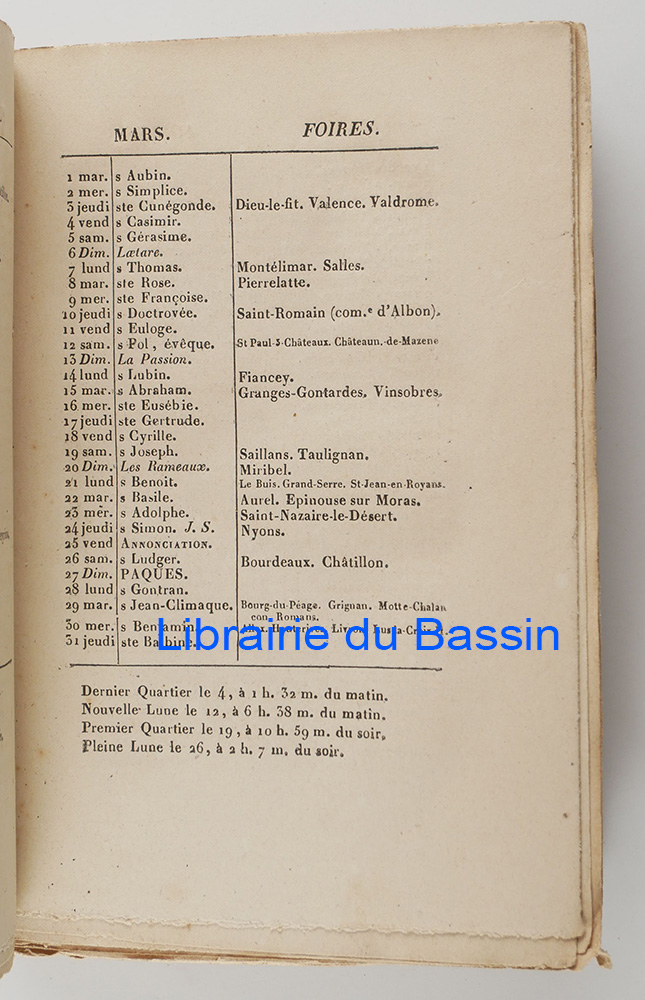 MARS. FOIRES.
1 mar. s Aubin.
2 mer. s Simplice.
3 jeudi ste Cunégonde. Dieu-le-fit. Valence. Valdrome.
4 vend s Casimir.
5 sam. s Gérasime.
6 Dim. Lætare.
7 lund s Thomas. Montélimar. Salles.
8 mar. ste Rose. Pierrelatte.
9 mer. ste Françoise.
10 jeudi s Doctrovée. Saint-Romain (com.e d'Albon).
11 vend s Euloge.
12 sam. s Pol, évêque. St Paul-3-Châteaux. Châteaun.-de-Mazenc
13 Dim. La Passion.
14 lund s Lubin. Fiancey.
15 mar. s Abraham. Granges-Gontardes. Vinsobres.
16 mer. ste Eusébie.
17 jeudi ste Gertrude.
18 vend s Cyrille.
19 sam. s Joseph. Saillans. Taulignan.
20 Dim. Les Rameaux. Miribel.
21 lund s Benoit. Le Buis. Grand-Serre. St-Jean-en-Royans.
22 mar. s Basile. Aurel. Epinouse sur Moras.
23 mer. s Adolphe. Saint-Nazaire-le-Désert.
24 jeudi s Simon. J. S. Nyons.
25 vend ANNONCIATION.
26 sam. s Ludger. Bourdeaux. Châtillon.
27 Dim. PAQUES.
28 lund s Gontran.
29 mar. s Jean-Climaque. Bourg-du-Péage. Grignan. Motte-Chalan
con. Romans.
30 mer. s Benjamin.
31 jeudi ste Balbine.
Librairie du Bassin
Dernier Quartier le 4, à 1 h. 32 m. du matin.
Nouvelle Lune le 12, à 6 h. 38 m. du matin.
Premier Quartier le 19, à 10 h. 59 m. du soir.
Pleine Lune le 26, à 2 h. 7 m. du soir.